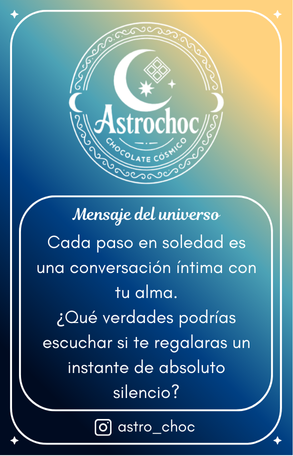 Astrochoc
CHOCOLATE CÓSMICO
Mensaje del universo
Cada paso en soledad es
una conversación íntima con
tu alma.
¿Qué verdades podrías
escuchar si te regalaras un
instante de absoluto
silencio?
astro_choc